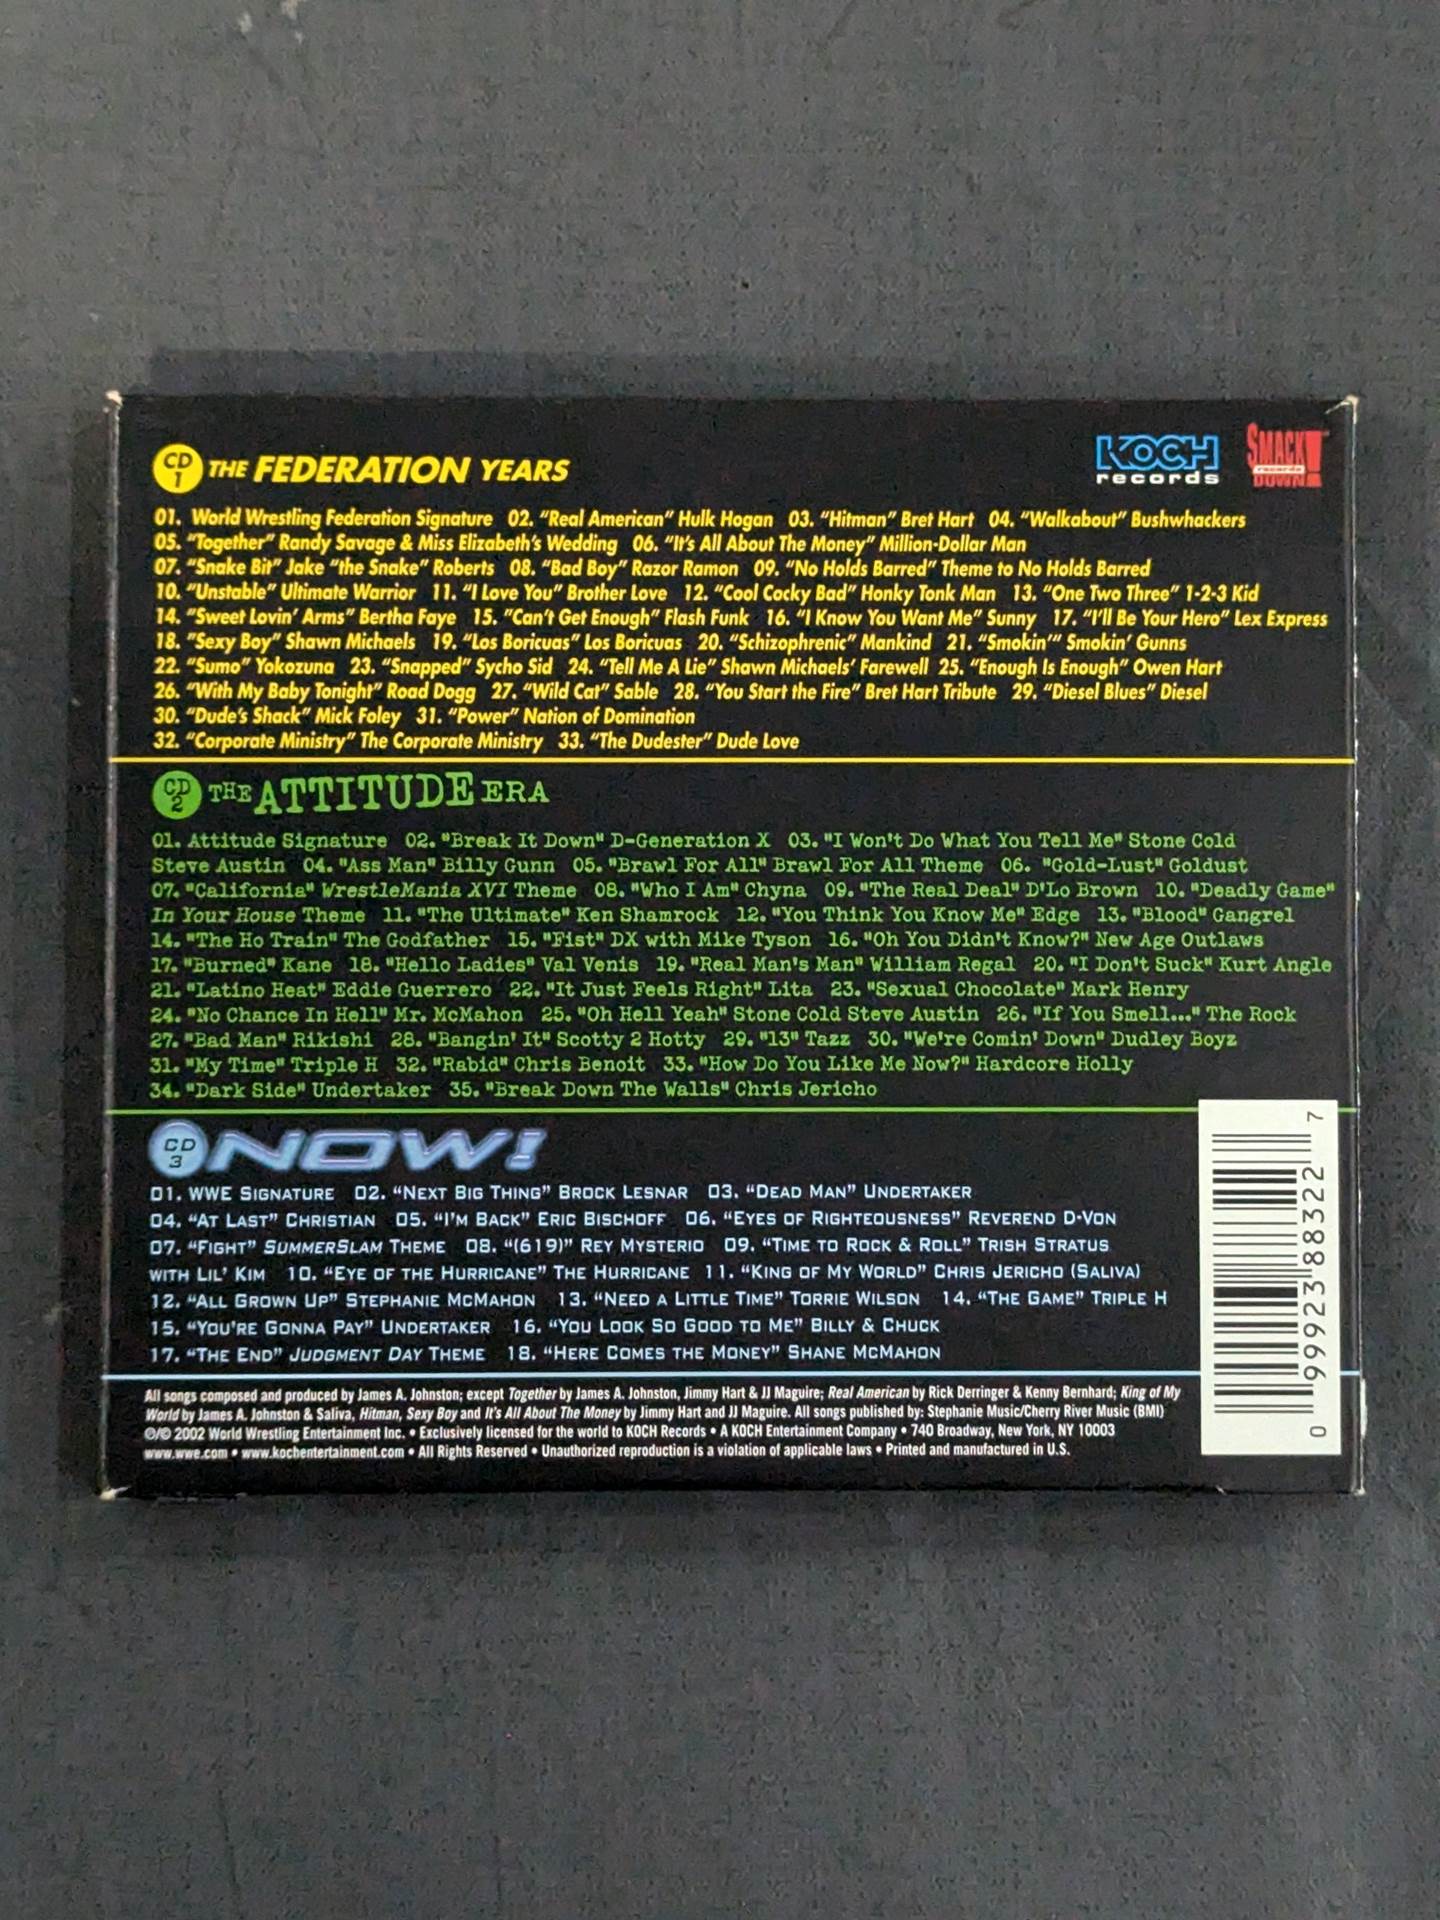 CD 1 THE FEDERATION YEARS
KOCH records
SMACK DOWN! records
01. World Wrestling Federation Signature 02. "Real American" Hulk Hogan 03. "Hitman" Bret Hart 04. "Walkabout" Bushwhackers
05. "Together" Randy Savage & Miss Elizabeth's Wedding 06. "It's All About The Money" Million-Dollar Man
07. "Snake Bit" Jake "the Snake" Roberts 08. "Bad Boy" Razor Ramon 09. "No Holds Barred" Theme to No Holds Barred
10. "Unstable" Ultimate Warrior 11. "I Love You" Brother Love 12. "Cool Cocky Bad" Honky Tonk Man 13. "One Two Three" 1-2-3 Kid
14. "Sweet Lovin' Arms" Bertha Faye 15. "Can't Get Enough" Flash Funk 16. "I Know You Want Me" Sunny 17. "I'll Be Your Hero" Lex Express
18. "Sexy Boy" Shawn Michaels 19. "Los Boricuas" Los Boricuas 20. "Schizophrenic" Mankind 21. "Smokin'" Smokin' Gunns
22. "Sumo" Yokozuna 23. "Snapped" Sycho Sid 24. "Tell Me A Lie" Shawn Michaels' Farewell 25. "Enough Is Enough" Owen Hart
26. "With My Baby Tonight" Road Dogg 27. "Wild Cat" Sable 28. "You Start the Fire" Bret Hart Tribute 29. "Diesel Blues" Diesel
30. "Dude's Shack" Mick Foley 31. "Power" Nation of Domination
32. "Corporate Ministry" The Corporate Ministry 33. "The Dudester" Dude Love
CD 2 THE ATTITUDE ERA
01. Attitude Signature 02. "Break It Down" D-Generation X 03. "I Won't Do What You Tell Me" Stone Cold
Steve Austin 04. "Ass Man" Billy Gunn 05. "Brawl For All" Brawl For All Theme 06. "Gold-Lust" Goldust
07. "California" WrestleMania XVI Theme 08. "Who I Am" Chyna 09. "The Real Deal" D'Lo Brown 10. "Deadly Game"
In Your House Theme 11. "The Ultimate" Ken Shamrock 12. "You Think You Know Me" Edge 13. "Blood" Gangrel
14. "The Ho Train" The Godfather 15. "Fist" DX with Mike Tyson 16. "Oh You Didn't Know?" New Age Outlaws
17. "Burned" Kane 18. "Hello Ladies" Val Venis 19. "Real Man's Man" William Regal 20. "I Don't Suck" Kurt Angle
21. "Latino Heat" Eddie Guerrero 22. "It Just Feels Right" Lita 23. "Sexual Chocolate" Mark Henry
24. "No Chance In Hell" Mr. McMahon 25. "Oh Hell Yeah" Stone Cold Steve Austin 26. "If You Smell..." The Rock
27. "Bad Man" Rikishi 28. "Bangin' It" Scotty 2 Hotty 29. "13" Tazz 30. "We're Comin' Down" Dudley Boyz
31. "My Time" Triple H 32. "Rabid" Chris Benoit 33. "How Do You Like Me Now?" Hardcore Holly
34. "Dark Side" Undertaker 35. "Break Down The Walls" Chris Jericho
CD 3 NOW!
01. WWE SIGNATURE 02. "NEXT BIG THING" BROCK LESNAR 03. "DEAD MAN" UNDERTAKER
04. "AT LAST" CHRISTIAN 05. "I'M BACK" ERIC BISCHOFF 06. "EYES OF RIGHTEOUSNESS" REVEREND D-VON
07. "FIGHT" SUMMERSLAM THEME 08. "(619)" REY MYSTERIO 09. "TIME TO ROCK & ROLL" TRISH STRATUS
WITH LIL' KIM 10. "EYE OF THE HURRICANE" THE HURRICANE 11. "KING OF MY WORLD" CHRIS JERICHO (SALIVA)
12. "ALL GROWN UP" STEPHANIE MCMAHON 13. "NEED A LITTLE TIME" TORRIE WILSON 14. "THE GAME" TRIPLE H
15. "YOU'RE GONNA PAY" UNDERTAKER 16. "YOU LOOK SO GOOD TO ME" BILLY & CHUCK
17. "THE END" JUDGMENT DAY THEME 18. "HERE COMES THE MONEY" SHANE MCMAHON
All songs composed and produced by James A. Johnston; except Together by James A. Johnston, Jimmy Hart & JJ Maguire; Real American by Rick Derringer & Kenny Bernhard; King of My
World by James A. Johnston & Saliva, Hitman, Sexy Boy and It's All About The Money by Jimmy Hart and JJ Maguire. All songs published by: Stephanie Music/Cherry River Music (BMI)
℗/© 2002 World Wrestling Entertainment Inc. • Exclusively licensed for the world to KOCH Records • A KOCH Entertainment Company • 740 Broadway, New York, NY 10003
www.wwe.com • www.kochentertainment.com • All Rights Reserved • Unauthorized reproduction is a violation of applicable laws • Printed and manufactured in U.S.
0 99923 88322 7